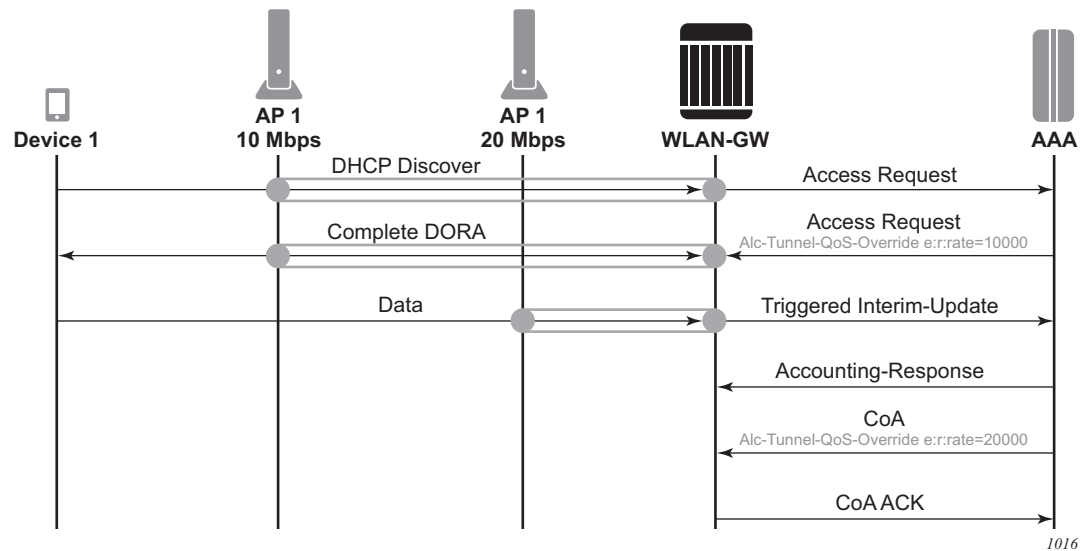 AP 1
10 Mbps
AP 1
20 Mbps
Device 1
WLAN-GW
AAA
DHCP Discover
Access Request
Complete DORA
Access Request
Alc-Tunnel-QoS-Override e:r:rate=10000
Data
Triggered Interim-Update
Accounting-Response
CoA
Alc-Tunnel-QoS-Override e:r:rate=20000
CoA ACK
1016